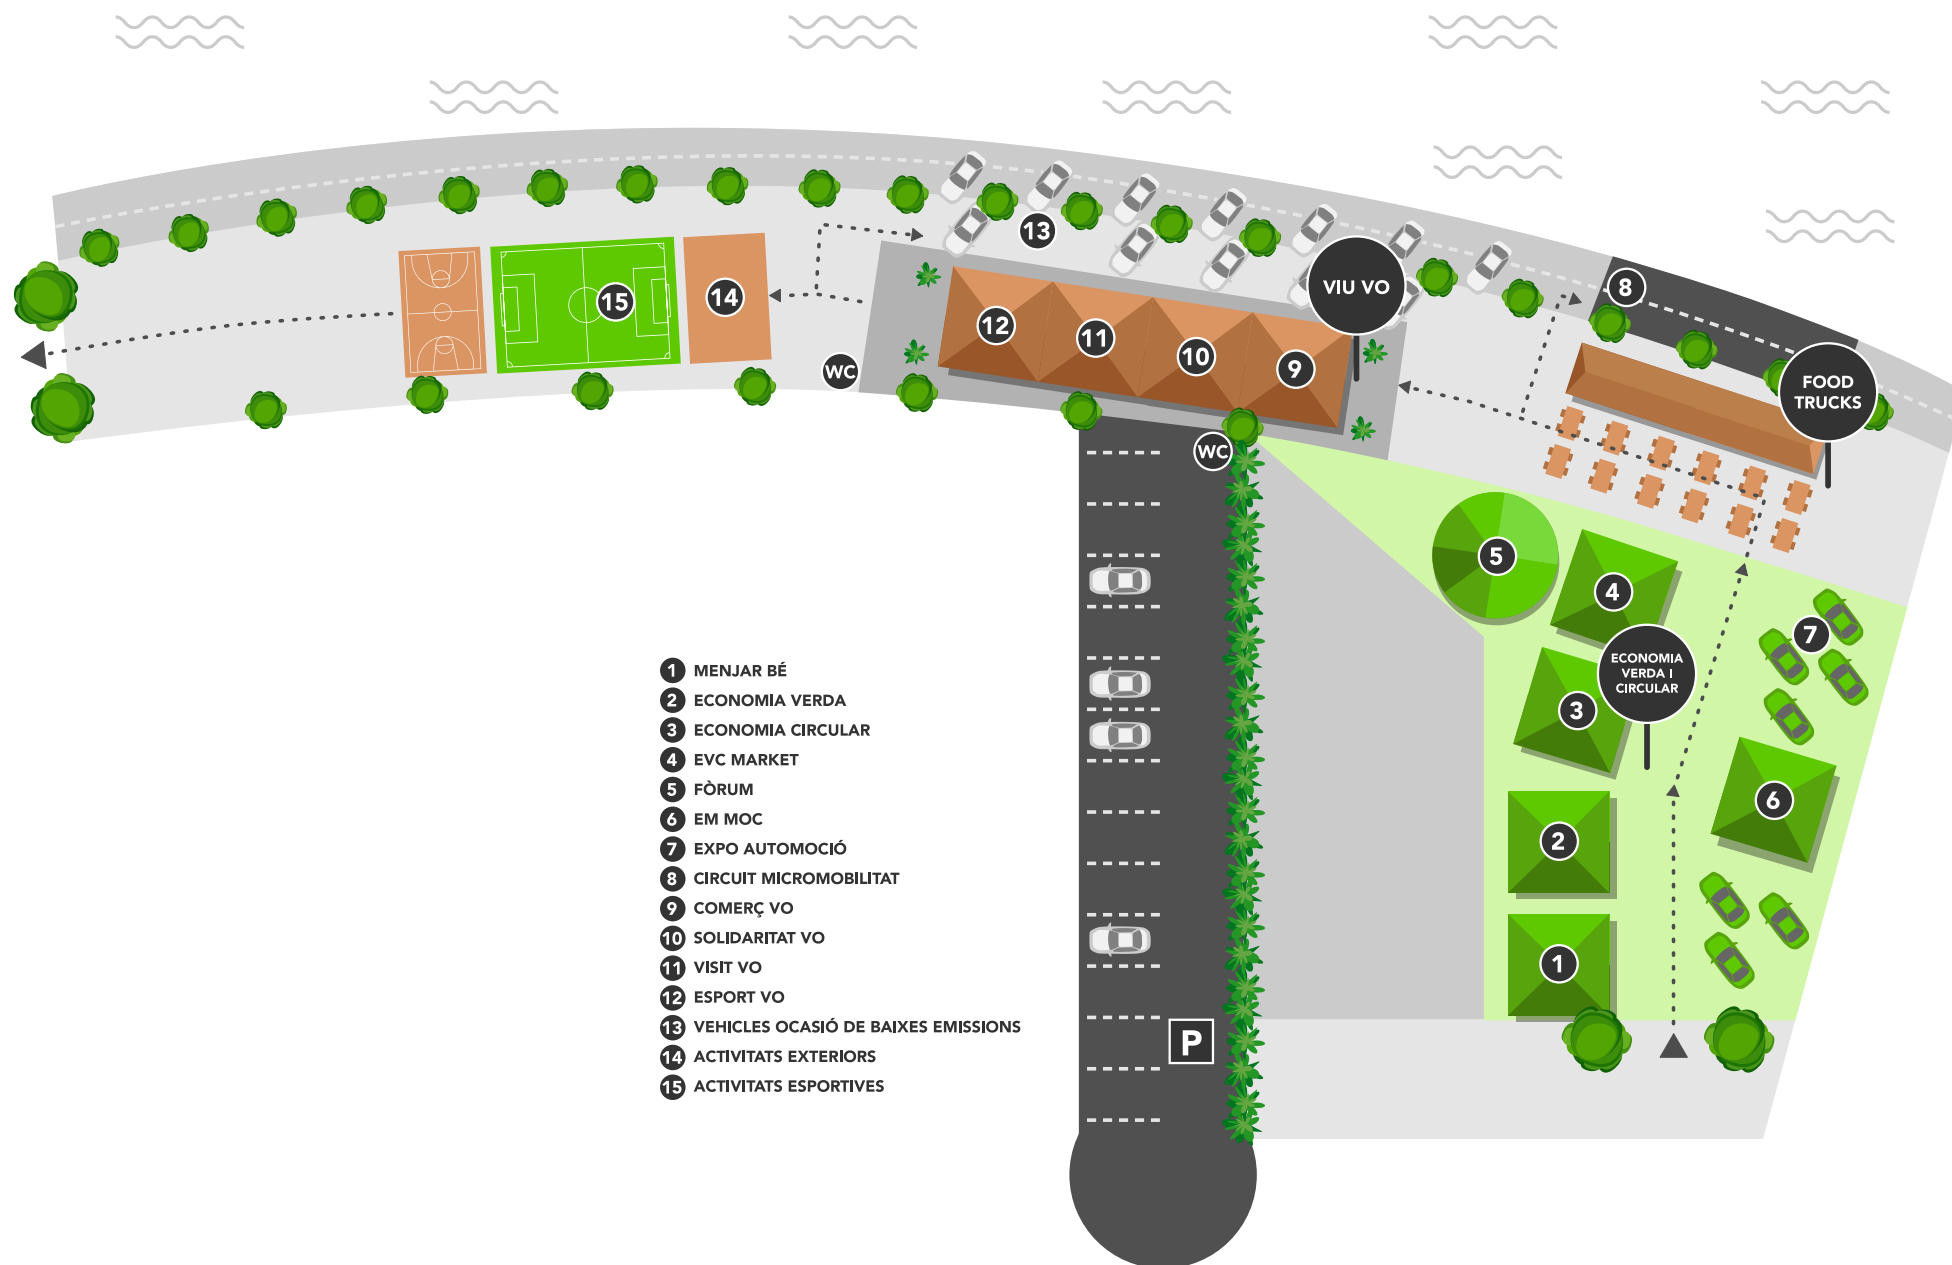 13
8
VIU VO
14
15
12
11
10
9
WC
FOOD
TRUCKS
WC
5
4
7
ECONOMIA
VERDA I
CIRCULAR
3
6
2
1
P
1 MENJAR BÉ
2 ECONOMIA VERDA
3 ECONOMIA CIRCULAR
4 EVC MARKET
5 FÒRUM
6 EM MOC
7 EXPO AUTOMOCIÓ
8 CIRCUIT MICROMOBILITAT
9 COMERÇ VO
10 SOLIDARITAT VO
11 VISIT VO
12 ESPORT VO
13 VEHICLES OCASIÓ DE BAIXES EMISSIONS
14 ACTIVITATS EXTERIORS
15 ACTIVITATS ESPORTIVES